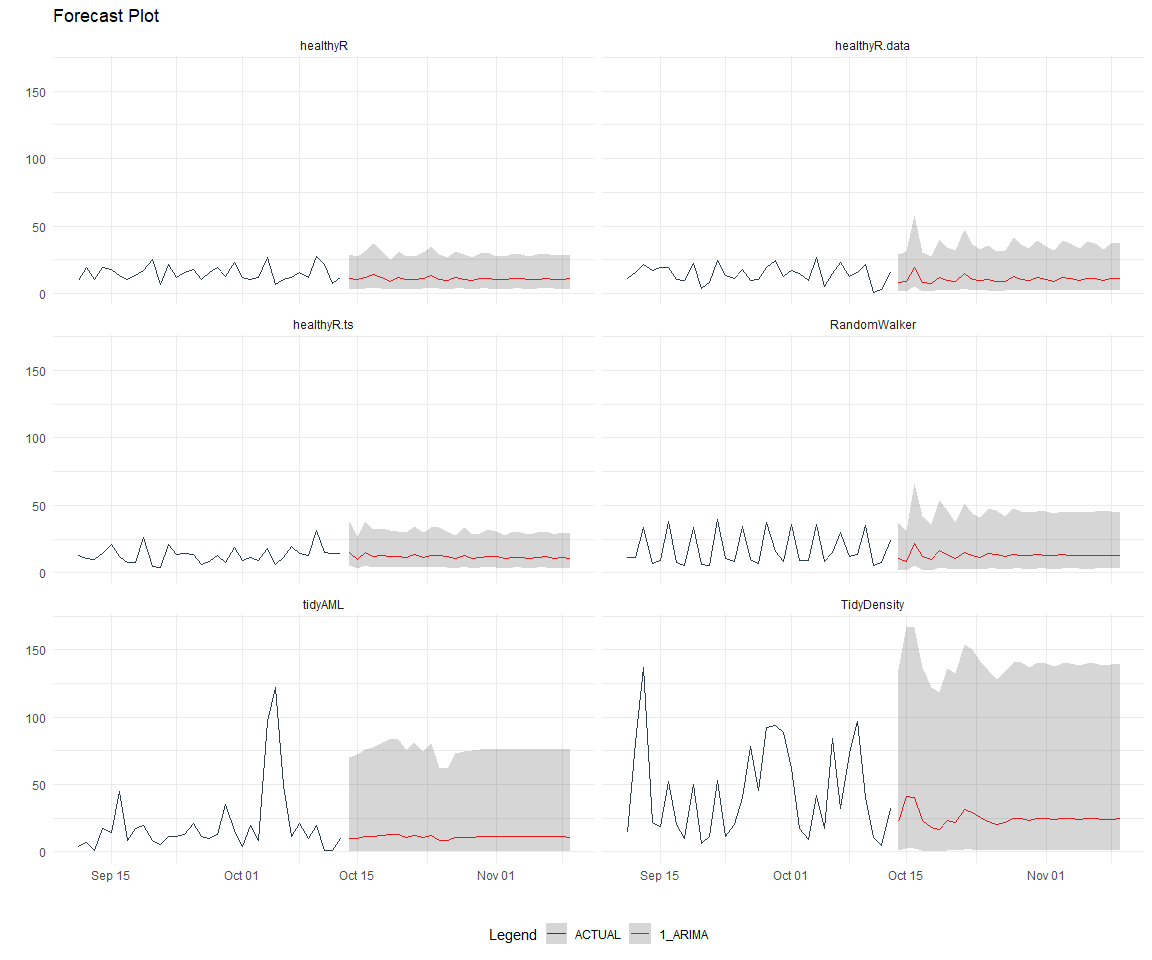 Forecast Plot
healthyR healthyR.data
150
100
50
0
healthyR.ts RandomWalker
150
100
50
0
tidyAML TidyDensity
150
100
50
0
Sep 15 Oct 01 Oct 15 Nov 01 Sep 15 Oct 01 Oct 15 Nov 01
Legend ACTUAL 1_ARIMA